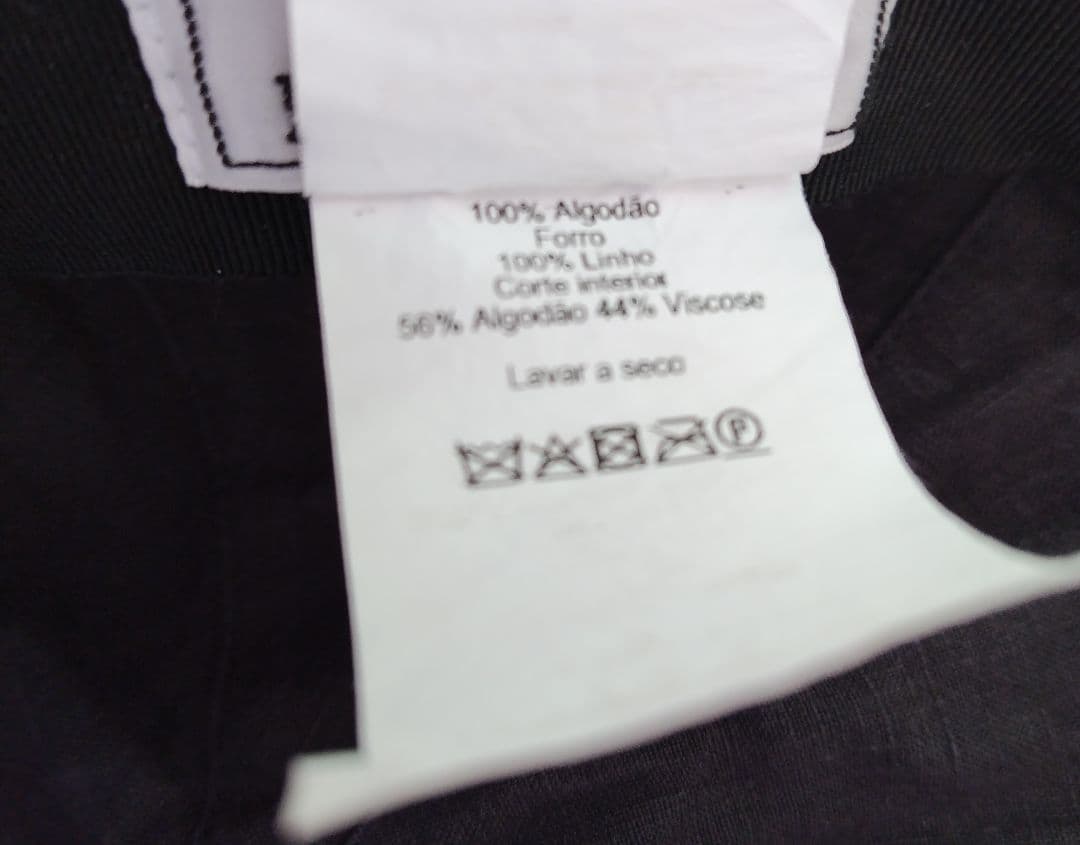 100% Algodão
Forro
100% Linho
Corte interior
56% Algodão 44% Viscose
Lavar a seco
P